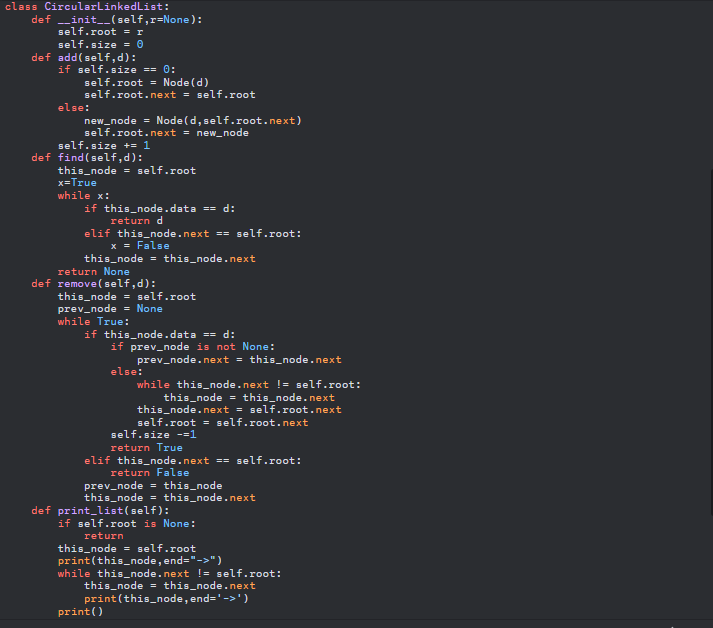 class CircularLinkedList:
    def __init__(self,r=None):
        self.root = r
        self.size = 0
    def add(self,d):
        if self.size == 0:
            self.root = Node(d)
            self.root.next = self.root
        else:
            new_node = Node(d,self.root.next)
            self.root.next = new_node
        self.size += 1
    def find(self,d):
        this_node = self.root
        x=True
        while x:
            if this_node.data == d:
                return d
            elif this_node.next == self.root:
                x = False
            this_node = this_node.next
        return None
    def remove(self,d):
        this_node = self.root
        prev_node = None
        while True:
            if this_node.data == d:
                if prev_node is not None:
                    prev_node.next = this_node.next
                else:
                    while this_node.next != self.root:
                        this_node = this_node.next
                    this_node.next = self.root.next
                    self.root = self.root.next
                self.size -=1
                return True
            elif this_node.next == self.root:
                return False
            prev_node = this_node
            this_node = this_node.next
    def print_list(self):
        if self.root is None:
            return
        this_node = self.root
        print(this_node,end="->")
        while this_node.next != self.root:
            this_node = this_node.next
            print(this_node,end='->')
        print()